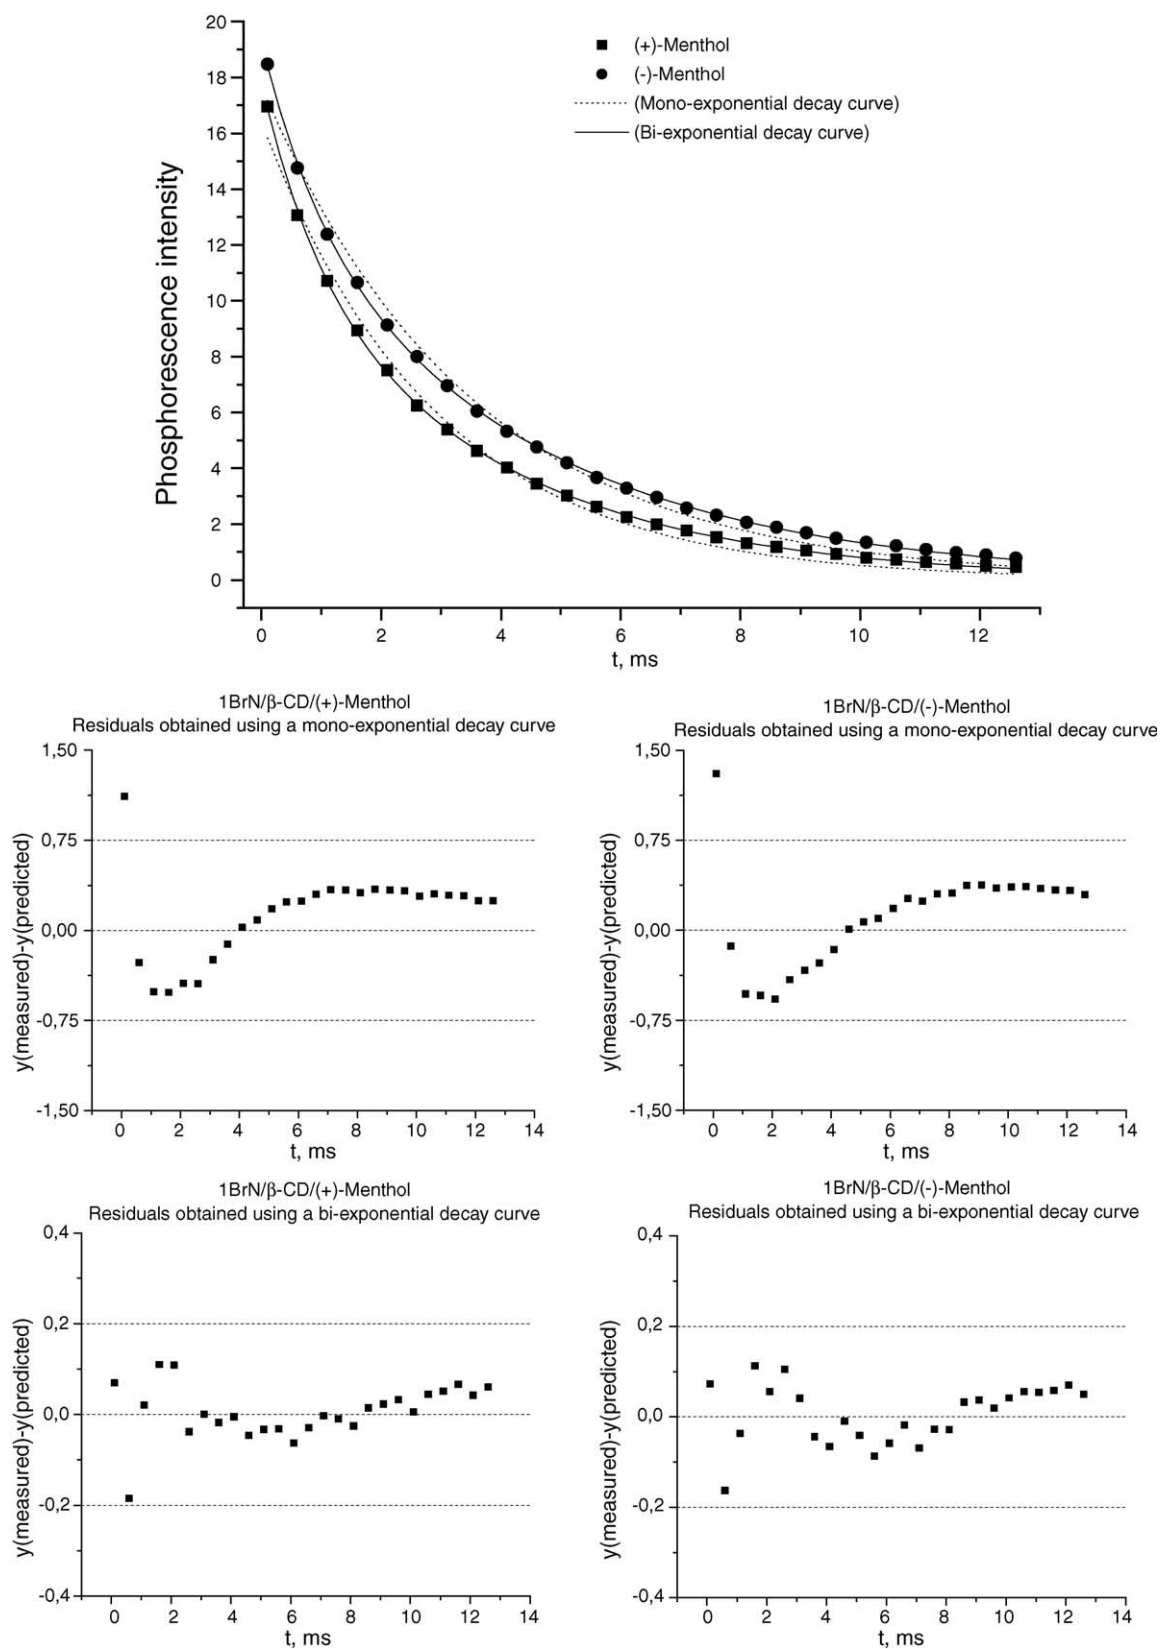 20
18
16
14
12
10
8
6
4
2
0
Phosphorescence intensity
(+)-Menthol
(-)-Menthol
(Mono-exponential decay curve)
(Bi-exponential decay curve)
0 2 4 6 8 10 12
t, ms
1BrN/β-CD/(+)-Menthol
Residuals obtained using a mono-exponential decay curve
1,50
0,75
0,00
-0,75
-1,50
y(measured)-y(predicted)
0 2 4 6 8 10 12 14
t, ms
1BrN/β-CD/(-)-Menthol
Residuals obtained using a mono-exponential decay curve
1,50
0,75
0,00
-0,75
-1,50
y(measured)-y(predicted)
0 2 4 6 8 10 12 14
t, ms
1BrN/β-CD/(+)-Menthol
Residuals obtained using a bi-exponential decay curve
0,4
0,2
0,0
-0,2
-0,4
y(measured)-y(predicted)
0 2 4 6 8 10 12 14
t, ms
1BrN/β-CD/(-)-Menthol
Residuals obtained using a bi-exponential decay curve
0,4
0,2
0,0
-0,2
-0,4
y(measured)-y(predicted)
0 2 4 6 8 10 12 14
t, ms